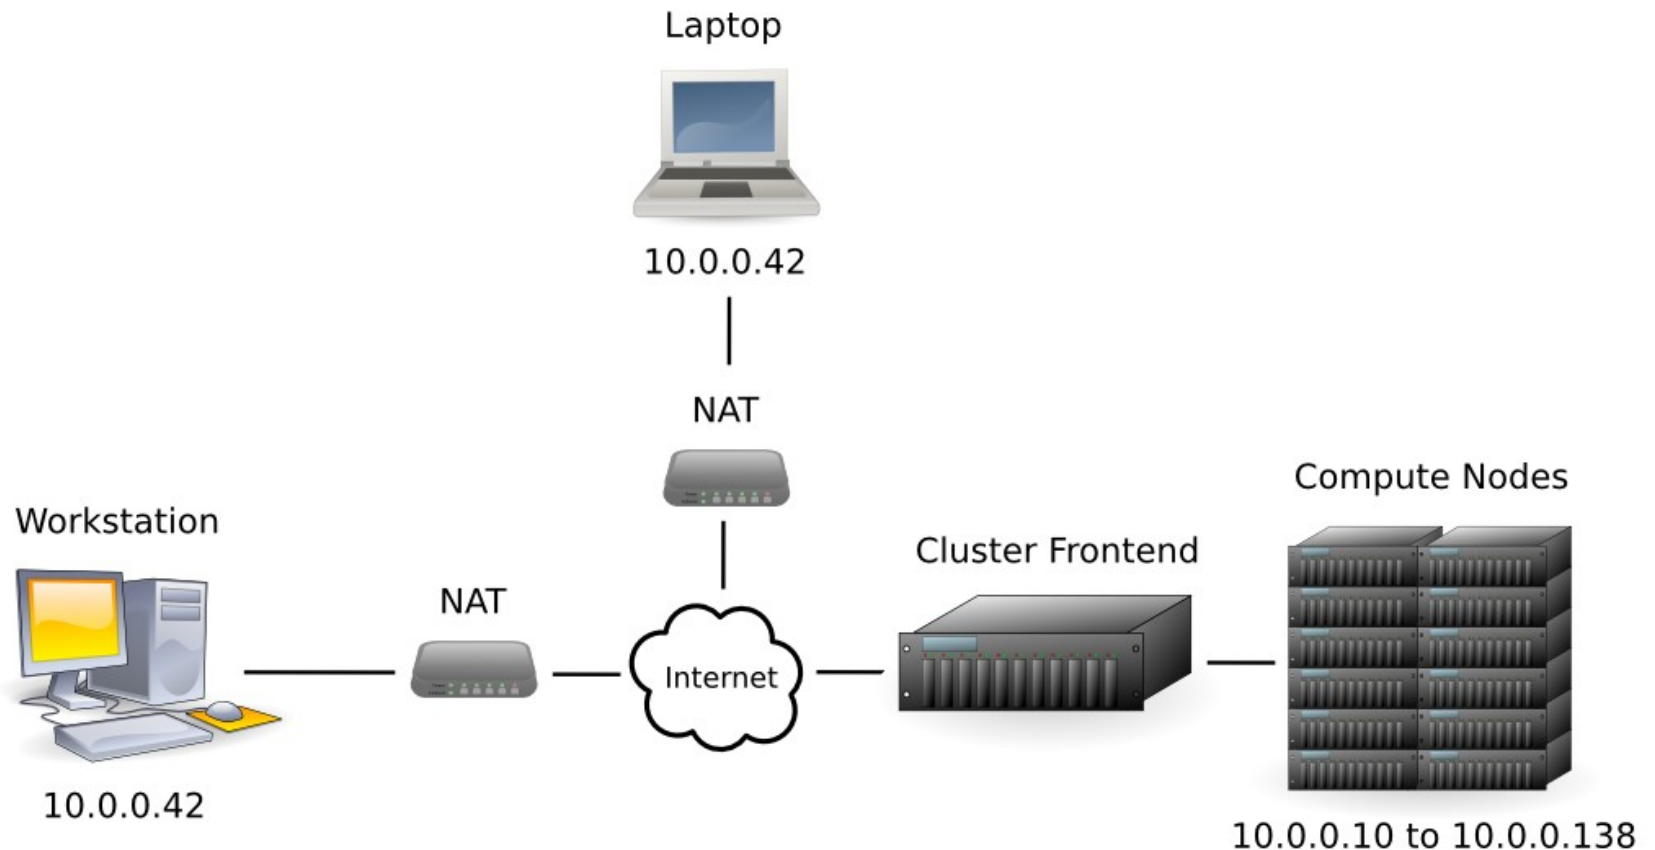 Laptop
10.0.0.42
NAT
Compute Nodes
Workstation
Cluster Frontend
NAT
Internet
10.0.0.42
10.0.0.10 to 10.0.0.138